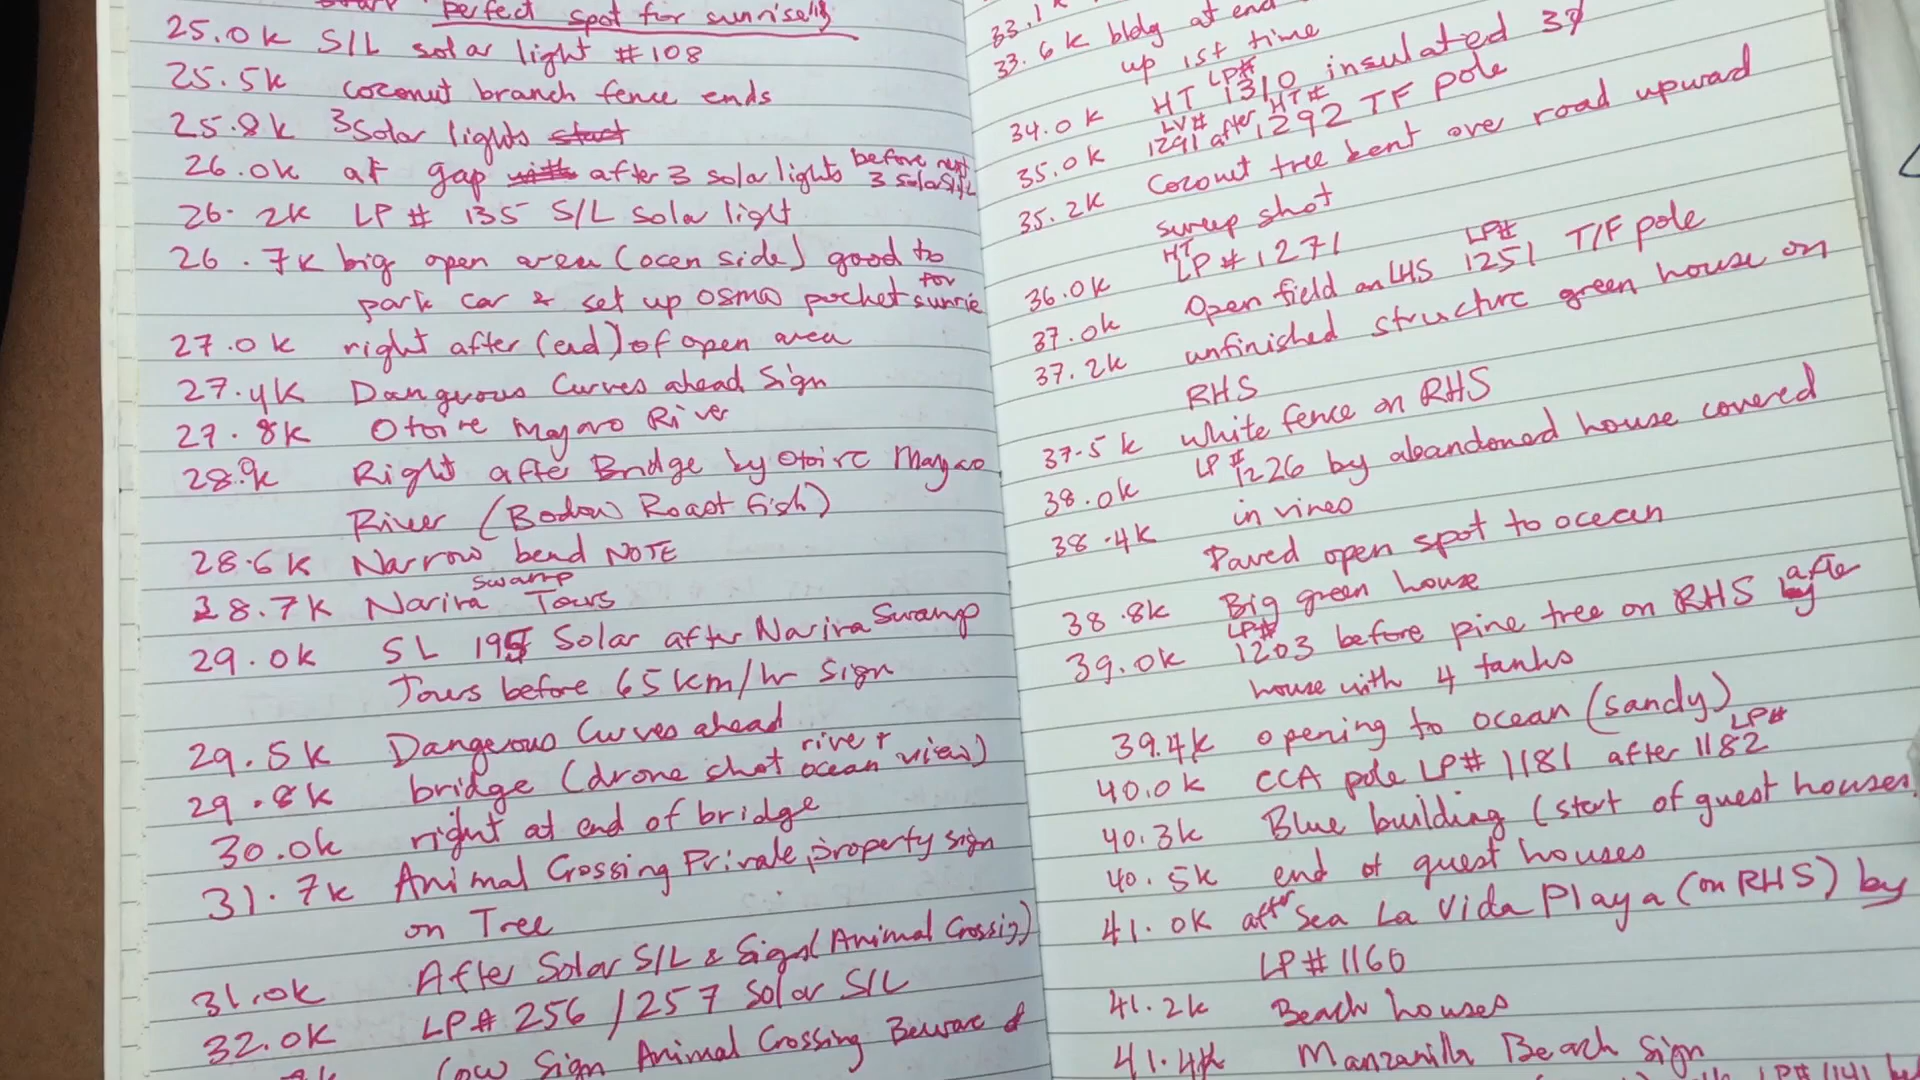 perfect spot for sunrise
25.0k S/L solar light #108
25.5k coconut branch fence ends
25.8k 3 solar lights start
26.0k at gap with after 3 solar lights before next 3 solar S/L
26.2k LP # 135 S/L solar light
26.7k big open area (ocen side) good to
park car & set up osmo pocket for sunrie
27.0k right after (end) of open area
27.4k Dangerous Curves ahead Sign
27.8k Otoire Mayaro River
Right after Bridge by Otoire Mayaro
River (Bodow Roast fish)
28.6k Narrow bend NOTE
28.7k Narira swamp Tours
29.0k SL 195 Solar after Narira Swamp
Tours before 65km/hr Sign
29.5k Dangerous Curves ahead
29.8k bridge (drone shot river + ocean view)
30.0k right at end of bridge
31.7k Animal Crossing Private property sign
on Tree
31.0k After Solar S/L & Sign (Animal Crossig)
32.0k LP# 256 / 257 Solar S/L
Cow Sign Animal Crossing Beware of
33.1k
33.6k bldg at end
up 1st time
34.0k HT LP# 1310 insulated 3
35.0k LV# 1291 after HT# 1292 TF pole
35.2k Coconut tree bent over road upward
sweep shot
36.0k HT LP # 1271
37.0k Open field on LHS LP# 1251 T/F pole
37.2k unfinished structure green house on
RHS
37.5k white fence on RHS
38.0k LP # 1226 by abandoned house covered
in vines
38.4k Paved open spot to ocean
38.8k Big green house
39.0k LP# 1203 before pine tree on RHS by after
house with 4 tanks
39.4k opening to ocean (sandy)
40.0k CCA pole LP# 1181 after LP# 1182
40.3k Blue building (start of guest houses
40.5k end of guest houses
41.0k after Sea La Vida Playa (on RHS) by
LP# 1160
41.2k Beach houses
41.4k Manzanilla Beach Sign
LP# 1141